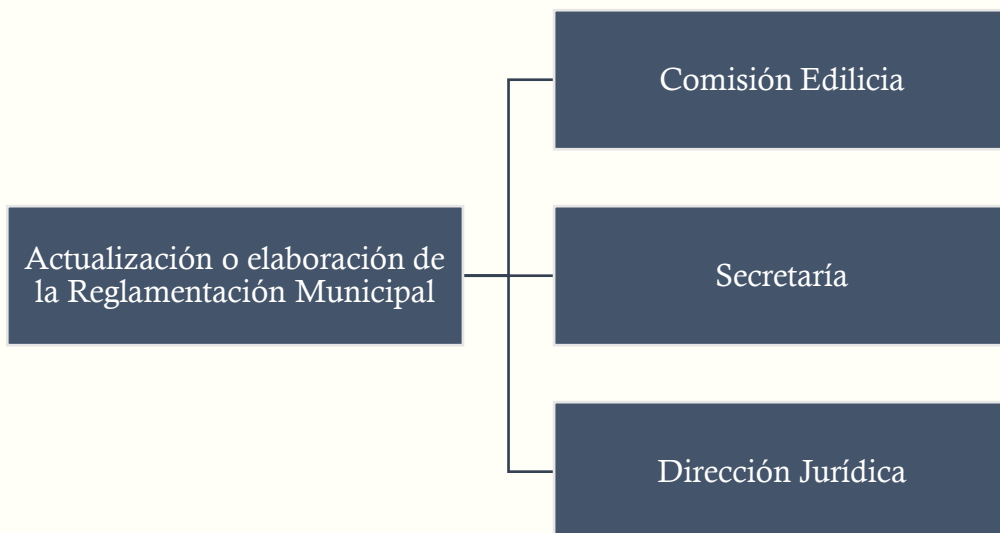 Comisión Edilicia
Actualización o elaboración de
la Reglamentación Municipal
Secretaría
Dirección Jurídica